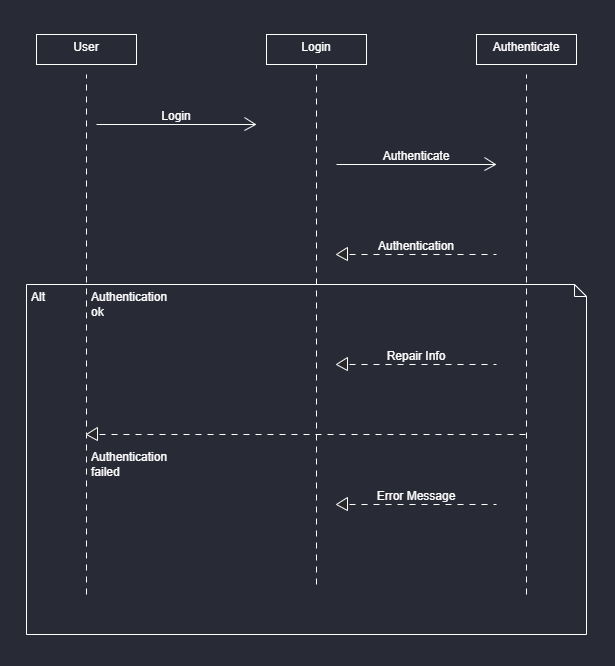 User
Login
Authenticate
Login
Authenticate
Authentication
Alt
Authentication
ok
Repair Info
Authentication
failed
Error Message